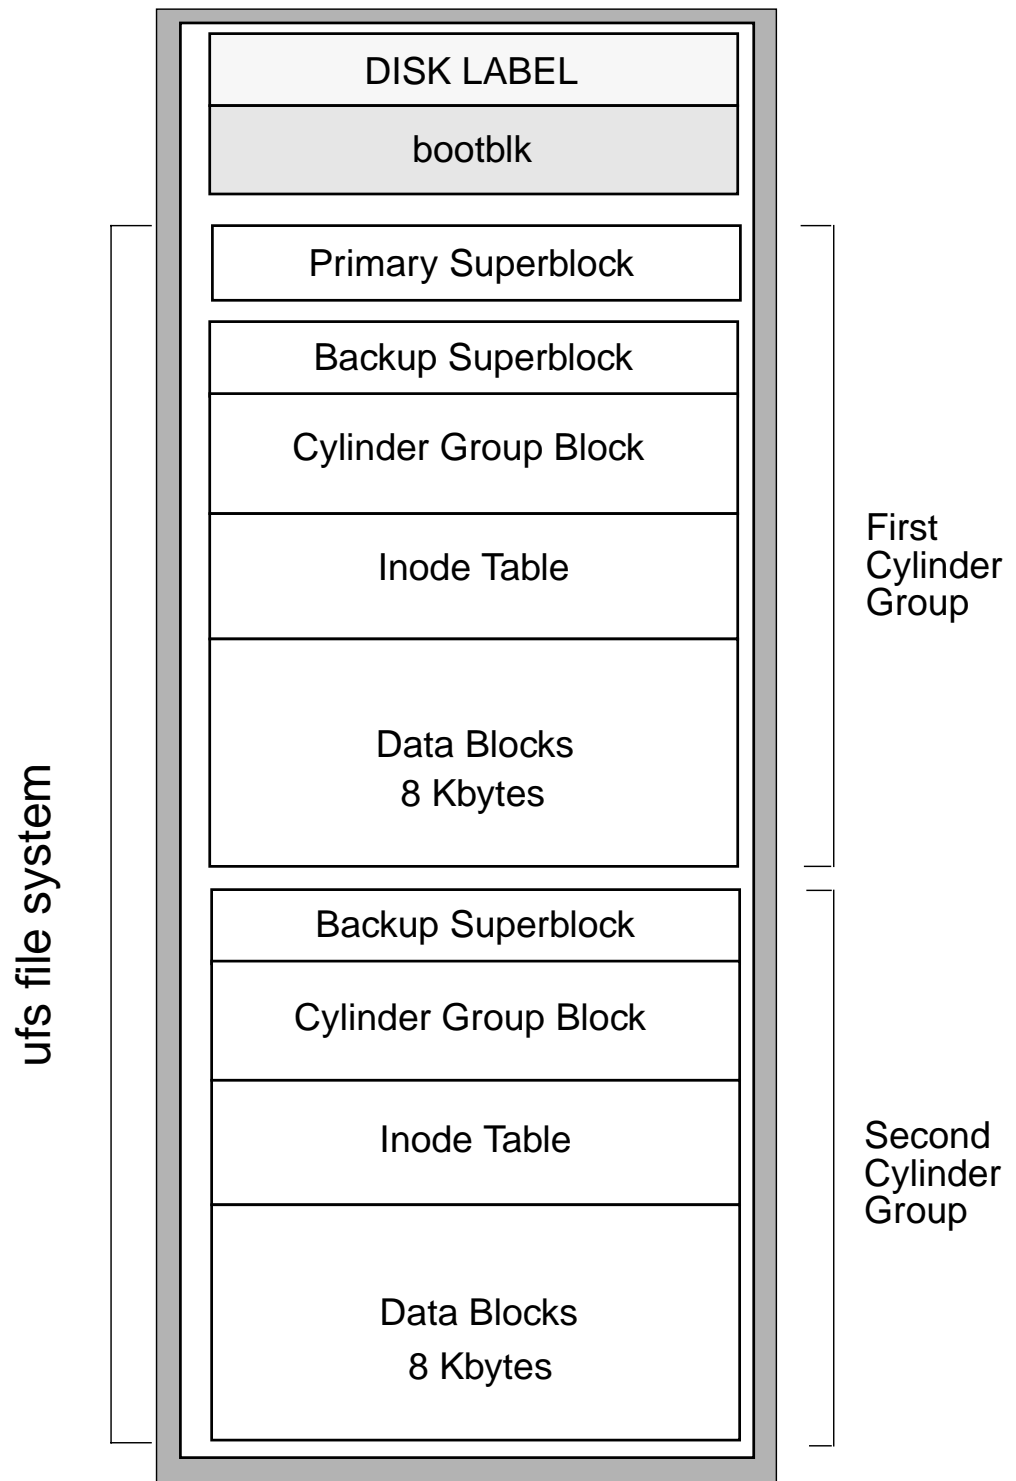 DISK LABEL
bootblk
Primary Superblock
Backup Superblock
Cylinder Group Block
Inode Table
Data Blocks
8 Kbytes
First
Cylinder
Group
ufs file system
Backup Superblock
Cylinder Group Block
Inode Table
Data Blocks
8 Kbytes
Second
Cylinder
Group